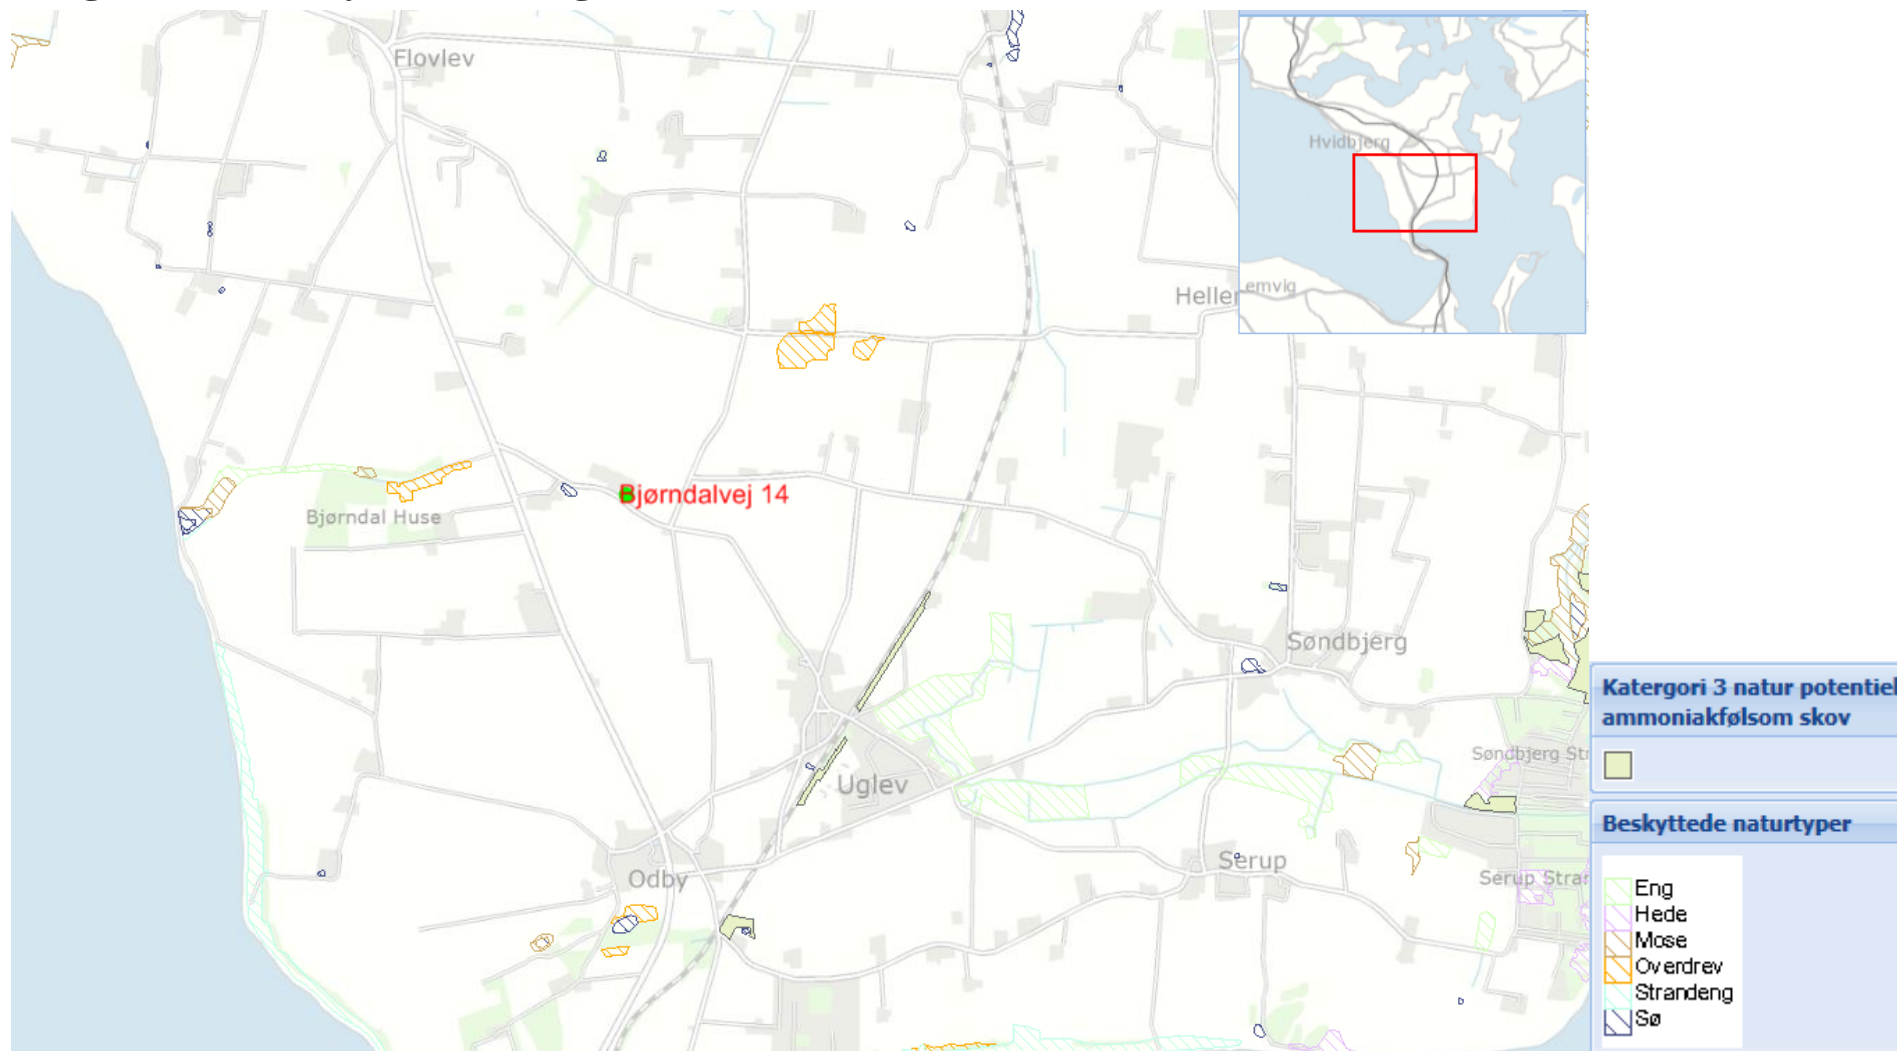 Flovlev
Hvidbjerg
Heller
emvig
Bjørndalvej 14
Bjørndal Huse
Søndbjerg
Katergori 3 natur potentiel
ammoniakfølsom skov
Søndbjerg Str
Uglev
Beskyttede naturtyper
Serup
Odby
Serup Strar
Eng
Hede
Mose
Overdrev
Strandeng
Sø